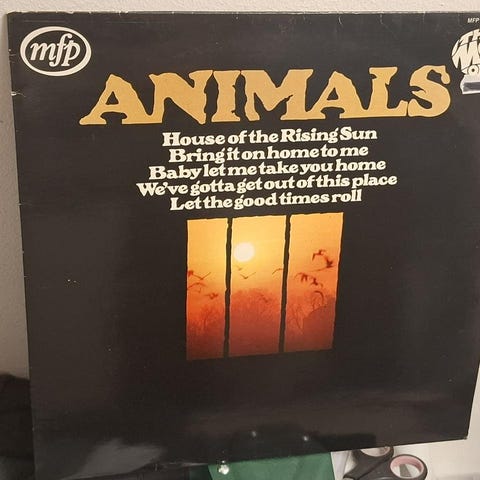 mfp
MFP
ANIMALS
House of the Rising Sun
Bring it on home to me
Baby let me take you home
We've gotta get out of this place
Let the good times roll